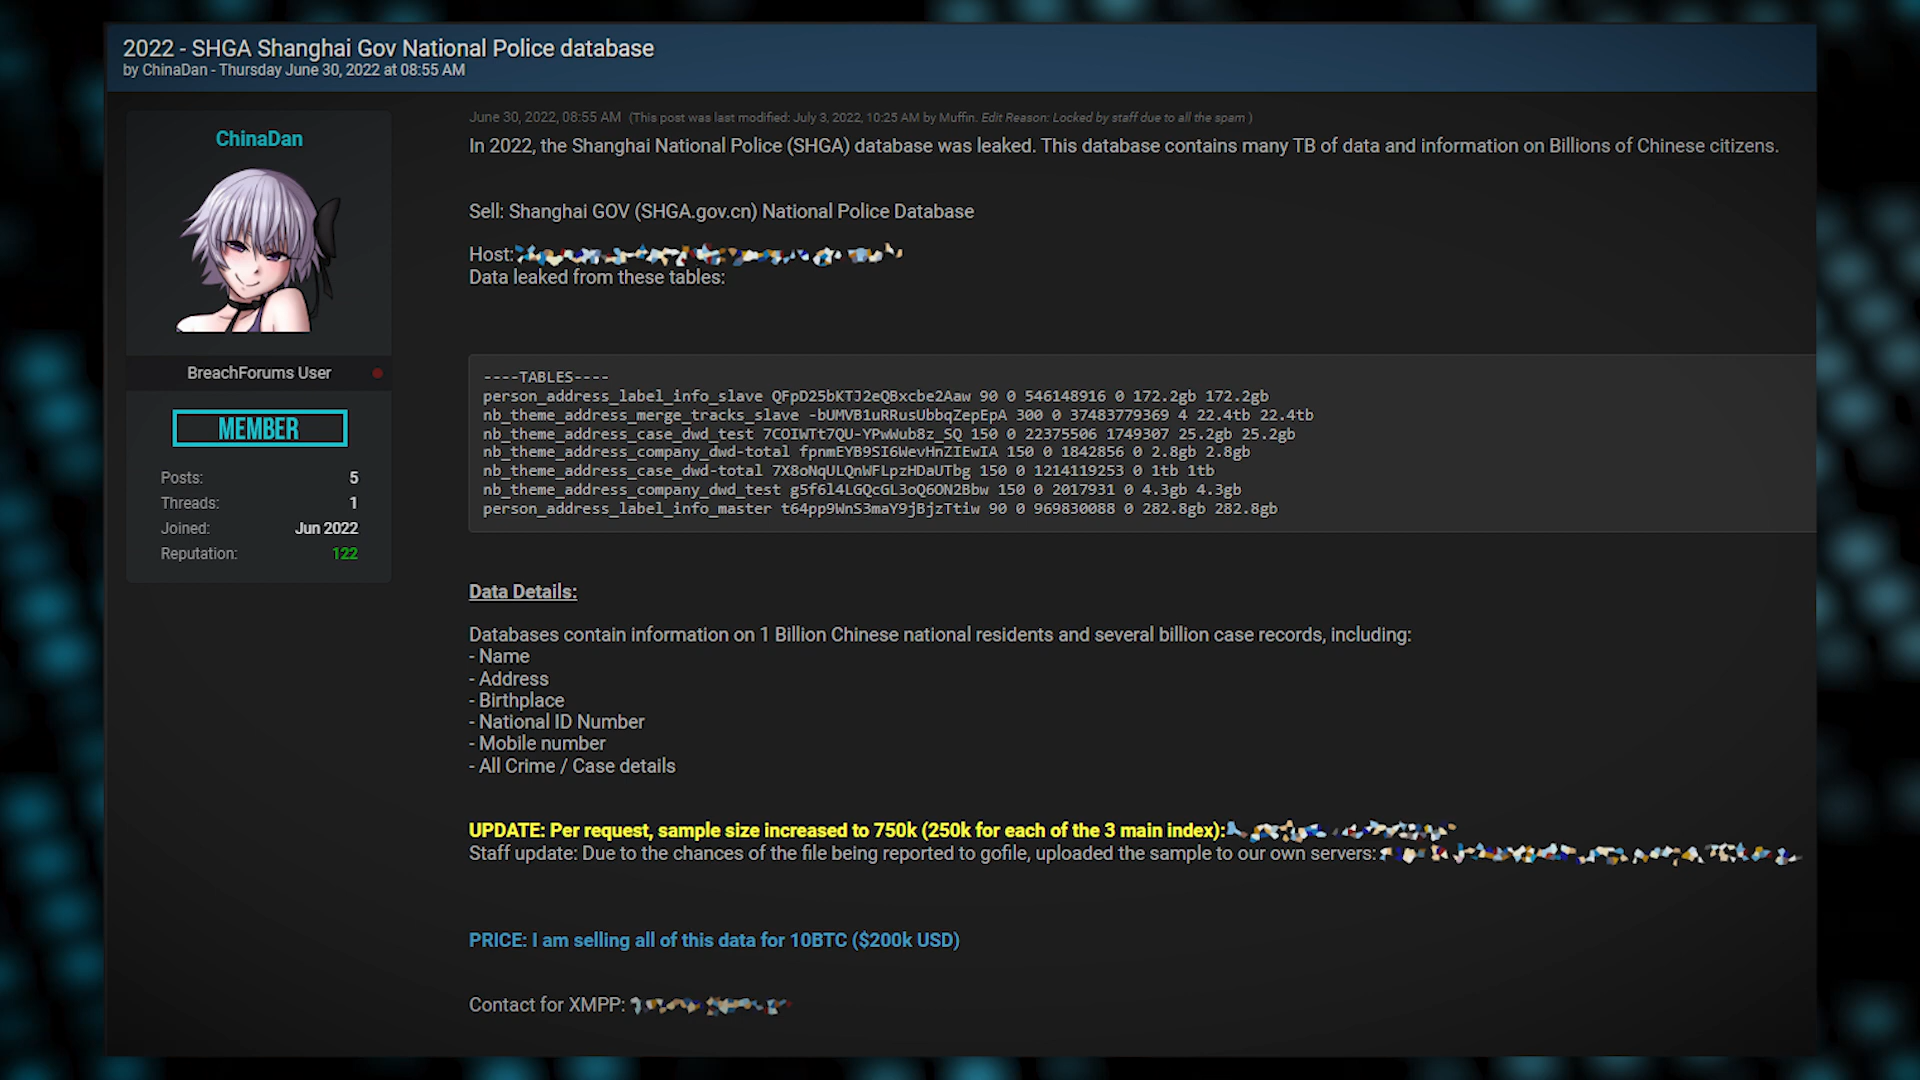 2022 - SHGA Shanghai Gov National Police database
by ChinaDan - Thursday June 30, 2022 at 08:55 AM
ChinaDan
BreachForums User
MEMBER
Posts: 5
Threads: 1
Joined: Jun 2022
Reputation: 122
June 30, 2022, 08:55 AM (This post was last modified: July 3, 2022, 10:25 AM by Muffin. Edit Reason: Locked by staff due to all the spam )
In 2022, the Shanghai National Police (SHGA) database was leaked. This database contains many TB of data and information on Billions of Chinese citizens.
Sell: Shanghai GOV (SHGA.gov.cn) National Police Database
Host:
Data leaked from these tables:
----TABLES----
person_address_label_info_slave QFpD25bKTJ2eQBxcbe2Aaw 90 0 546148916 0 172.2gb 172.2gb
nb_theme_address_merge_tracks_slave -bUMVB1uRRusUbbqZepEpA 300 0 37483779369 4 22.4tb 22.4tb
nb_theme_address_case_dwd_test 7COIWTt7QU-YPwWub8z_SQ 150 0 22375506 1749307 25.2gb 25.2gb
nb_theme_address_company_dwd-total fpnmEYB9SI6WevHnZIEwIA 150 0 1842856 0 2.8gb 2.8gb
nb_theme_address_case_dwd-total 7X8oNqULQnWFLpzHDaUTbg 150 0 1214119253 0 1tb 1tb
nb_theme_address_company_dwd_test g5f6l4LGQcGL3oQ6ON2Bbw 150 0 2017931 0 4.3gb 4.3gb
person_address_label_info_master t64pp9WnS3maY9jBjzTtiw 90 0 969830088 0 282.8gb 282.8gb
Data Details:
Databases contain information on 1 Billion Chinese national residents and several billion case records, including:
- Name
- Address
- Birthplace
- National ID Number
- Mobile number
- All Crime / Case details
UPDATE: Per request, sample size increased to 750k (250k for each of the 3 main index):
Staff update: Due to the chances of the file being reported to gofile, uploaded the sample to our own servers:
PRICE: I am selling all of this data for 10BTC ($200k USD)
Contact for XMPP: